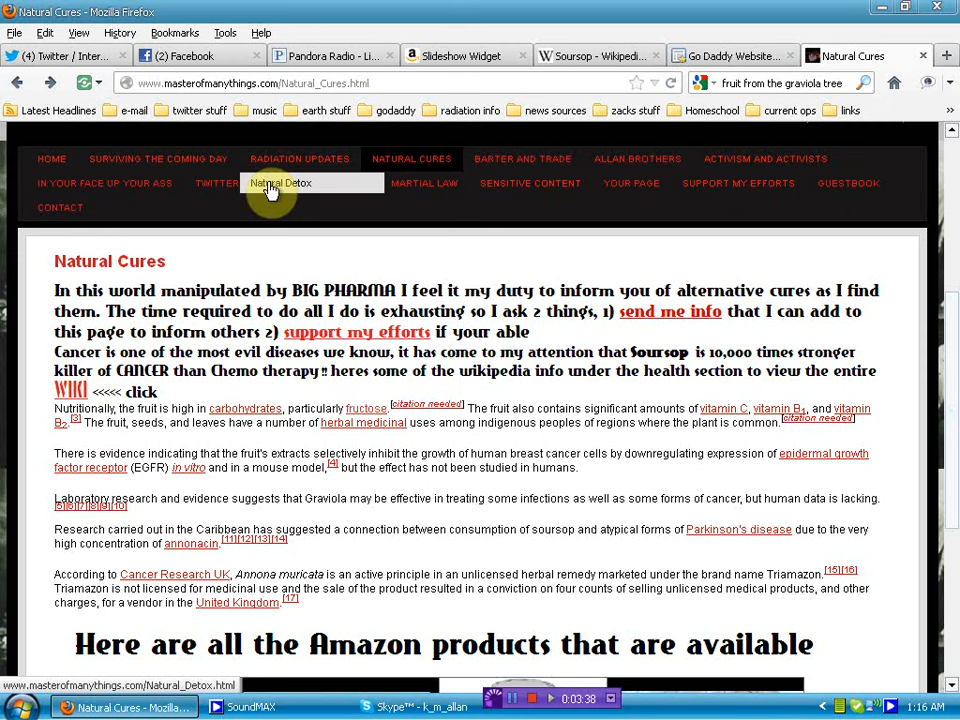 Natural Cures - Mozilla Firefox
File Edit View History Bookmarks Tools Help
(4) Twitter / Inter... (2) Facebook Pandora Radio - Li... Slideshow Widget Soursop - Wikipedi... Go Daddy Website... Natural Cures
www.masterofmanythings.com/Natural_Cures.html fruit from the graviola tree
Latest Headlines e-mail twitter stuff music earth stuff godaddy radiation info news sources zacks stuff Homeschool current ops links
HOME SURVIVING THE COMING DAY RADIATION UPDATES NATURAL CURES BARTER AND TRADE ALLAN BROTHERS ACTIVISM AND ACTIVISTS
IN YOUR FACE UP YOUR ASS TWITTER Natural Detox MARTIAL LAW SENSITIVE CONTENT YOUR PAGE SUPPORT MY EFFORTS GUESTBOOK
CONTACT
Natural Cures
In this world manipulated by BIG PHARMA I feel it my duty to inform you of alternative cures as I find
them. The time required to do all I do is exhausting so I ask 2 things, 1) send me info that I can add to
this page to inform others 2) support my efforts if your able
Cancer is one of the most evil diseases we know, it has come to my attention that Soursop is 10,000 times stronger
killer of CANCER than Chemo therapy!! heres some of the wikipedia info under the health section to view the entire
WIKI <<<<< click
Nutritionally, the fruit is high in carbohydrates, particularly fructose.[citation needed] The fruit also contains significant amounts of vitamin C, vitamin B1, and vitamin
B2.[3] The fruit, seeds, and leaves have a number of herbal medicinal uses among indigenous peoples of regions where the plant is common.[citation needed]
There is evidence indicating that the fruit's extracts selectively inhibit the growth of human breast cancer cells by downregulating expression of epidermal growth
factor receptor (EGFR) in vitro and in a mouse model,[4] but the effect has not been studied in humans.
Laboratory research and evidence suggests that Graviola may be effective in treating some infections as well as some forms of cancer, but human data is lacking.
[5][6][7][8][9][10]
Research carried out in the Caribbean has suggested a connection between consumption of soursop and atypical forms of Parkinson's disease due to the very
high concentration of annonacin.[11][12][13][14]
According to Cancer Research UK, Annona muricata is an active principle in an unlicensed herbal remedy marketed under the brand name Triamazon.[15][16]
Triamazon is not licensed for medicinal use and the sale of the product resulted in a conviction on four counts of selling unlicensed medical products, and other
charges, for a vendor in the United Kingdom.[17]
Here are all the Amazon products that are available
www.masterofmanythings.com/Natural_Detox.html
Natural Cures - Mozilla... SoundMAX Skype™ - k_m_allan 00:03:38 1:16 AM